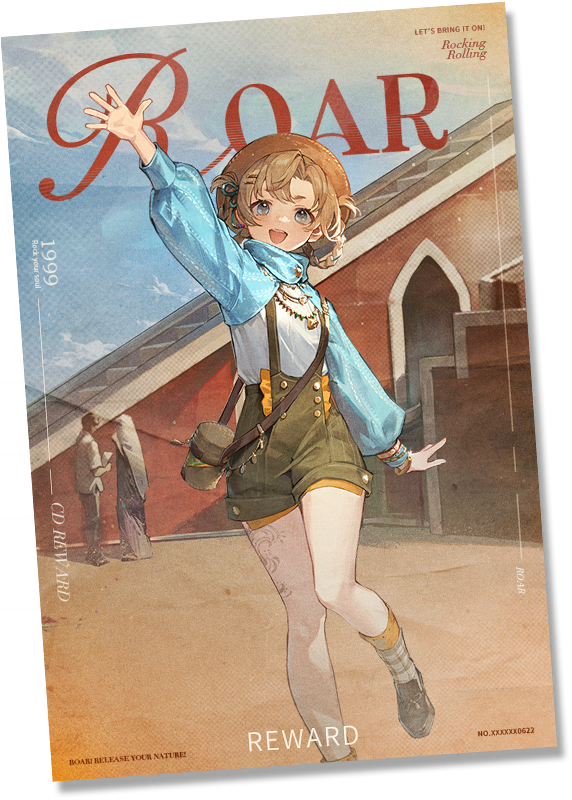 LET'S BRING IT ON!
Rocking
Rolling
ROAR
1999
Rock your soul
CD REWARD
ROAR
REWARD
NO.XXXXXX0622
ROAR! RELEASE YOUR NATURE!